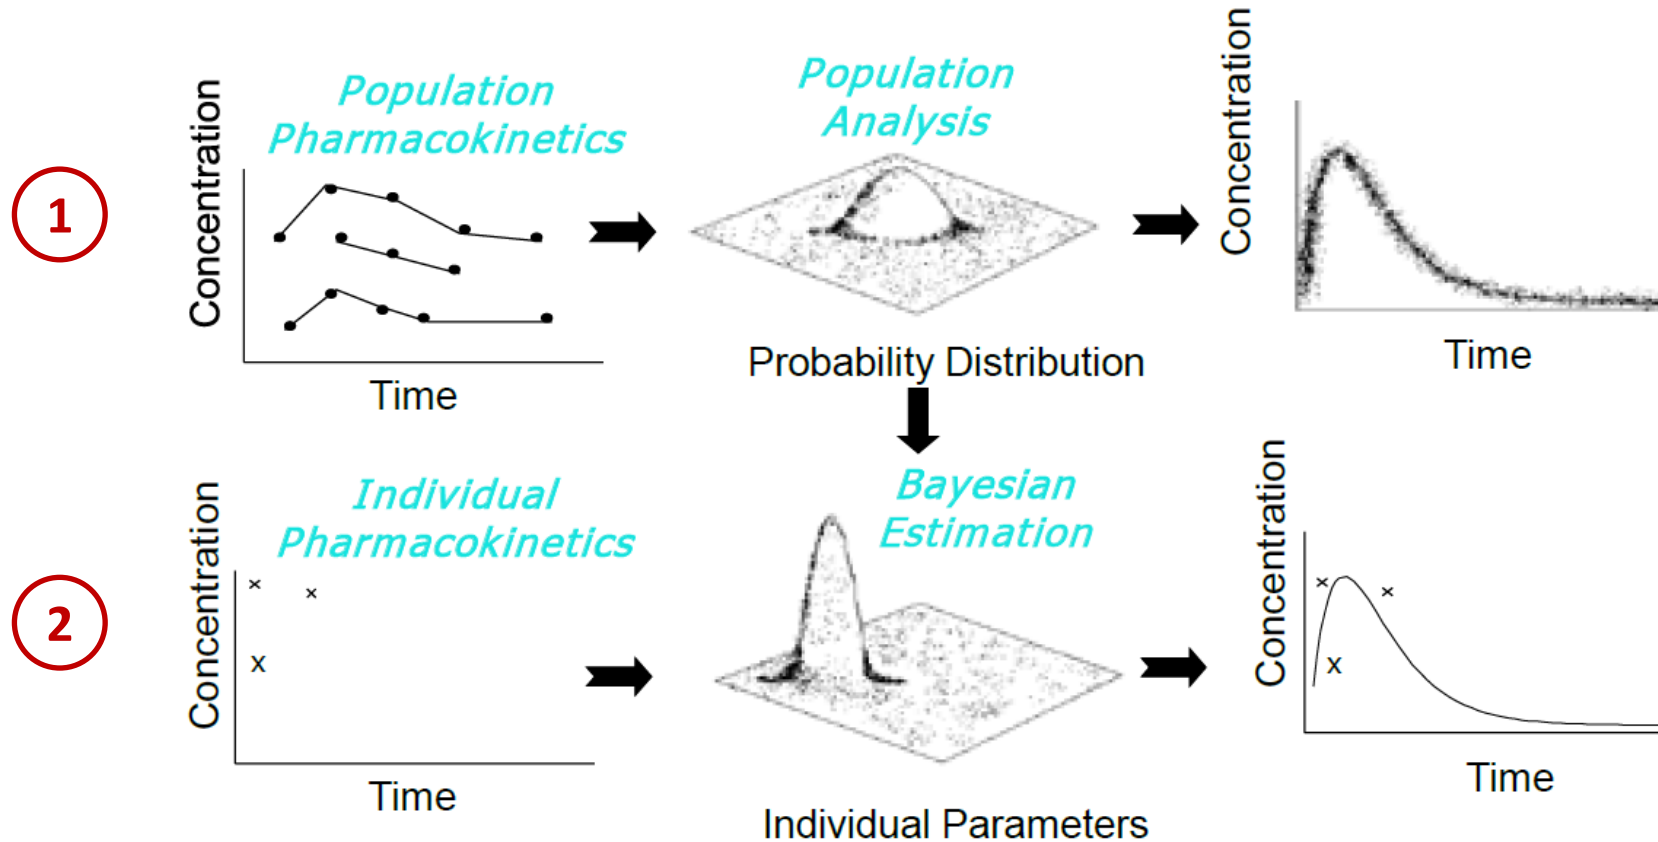 1
Concentration
Population
Pharmacokinetics
Time
Population
Analysis
Probability Distribution
Concentration
Time
2
Concentration
Individual
Pharmacokinetics
x
x
X
Time
Bayesian
Estimation
Individual Parameters
Concentration
x
x
X
Time